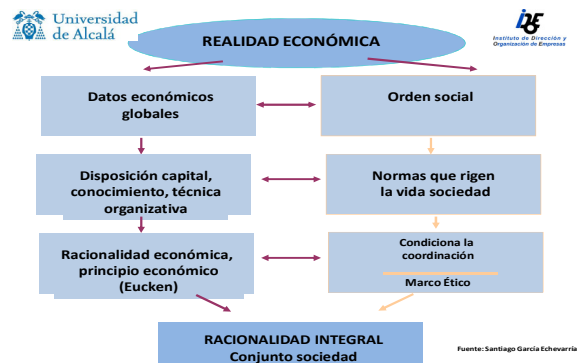 Universidad
de Alcalá
REALIDAD ECONÓMICA
Instituto de Dirección y
Organización de Empresas
Datos económicos
globales
Orden social
Disposición capital,
conocimiento, técnica
organizativa
Normas que rigen
la vida sociedad
Racionalidad económica,
principio económico
(Eucken)
Condiciona la
coordinación
Marco Ético
RACIONALIDAD INTEGRAL
Conjunto sociedad
Fuente: Santiago García Echevarría